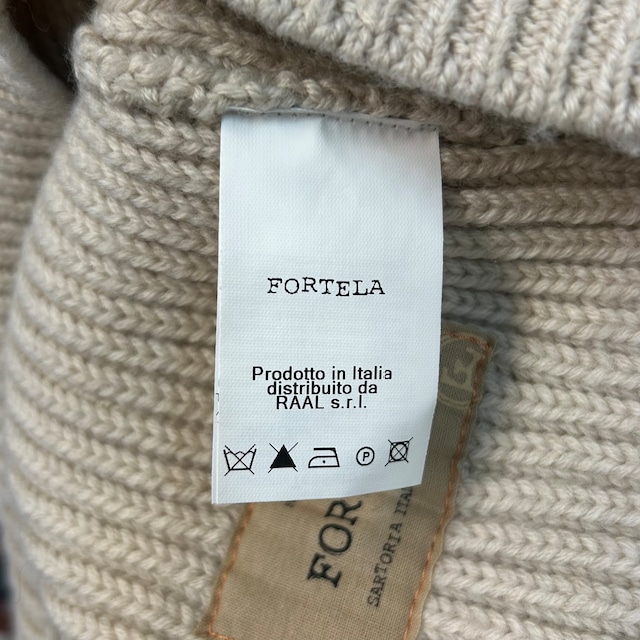 FORTELA
Prodotto in Italia
distribuito da
RAAL s.r.l.
P
FOR
SARTORIA ITA